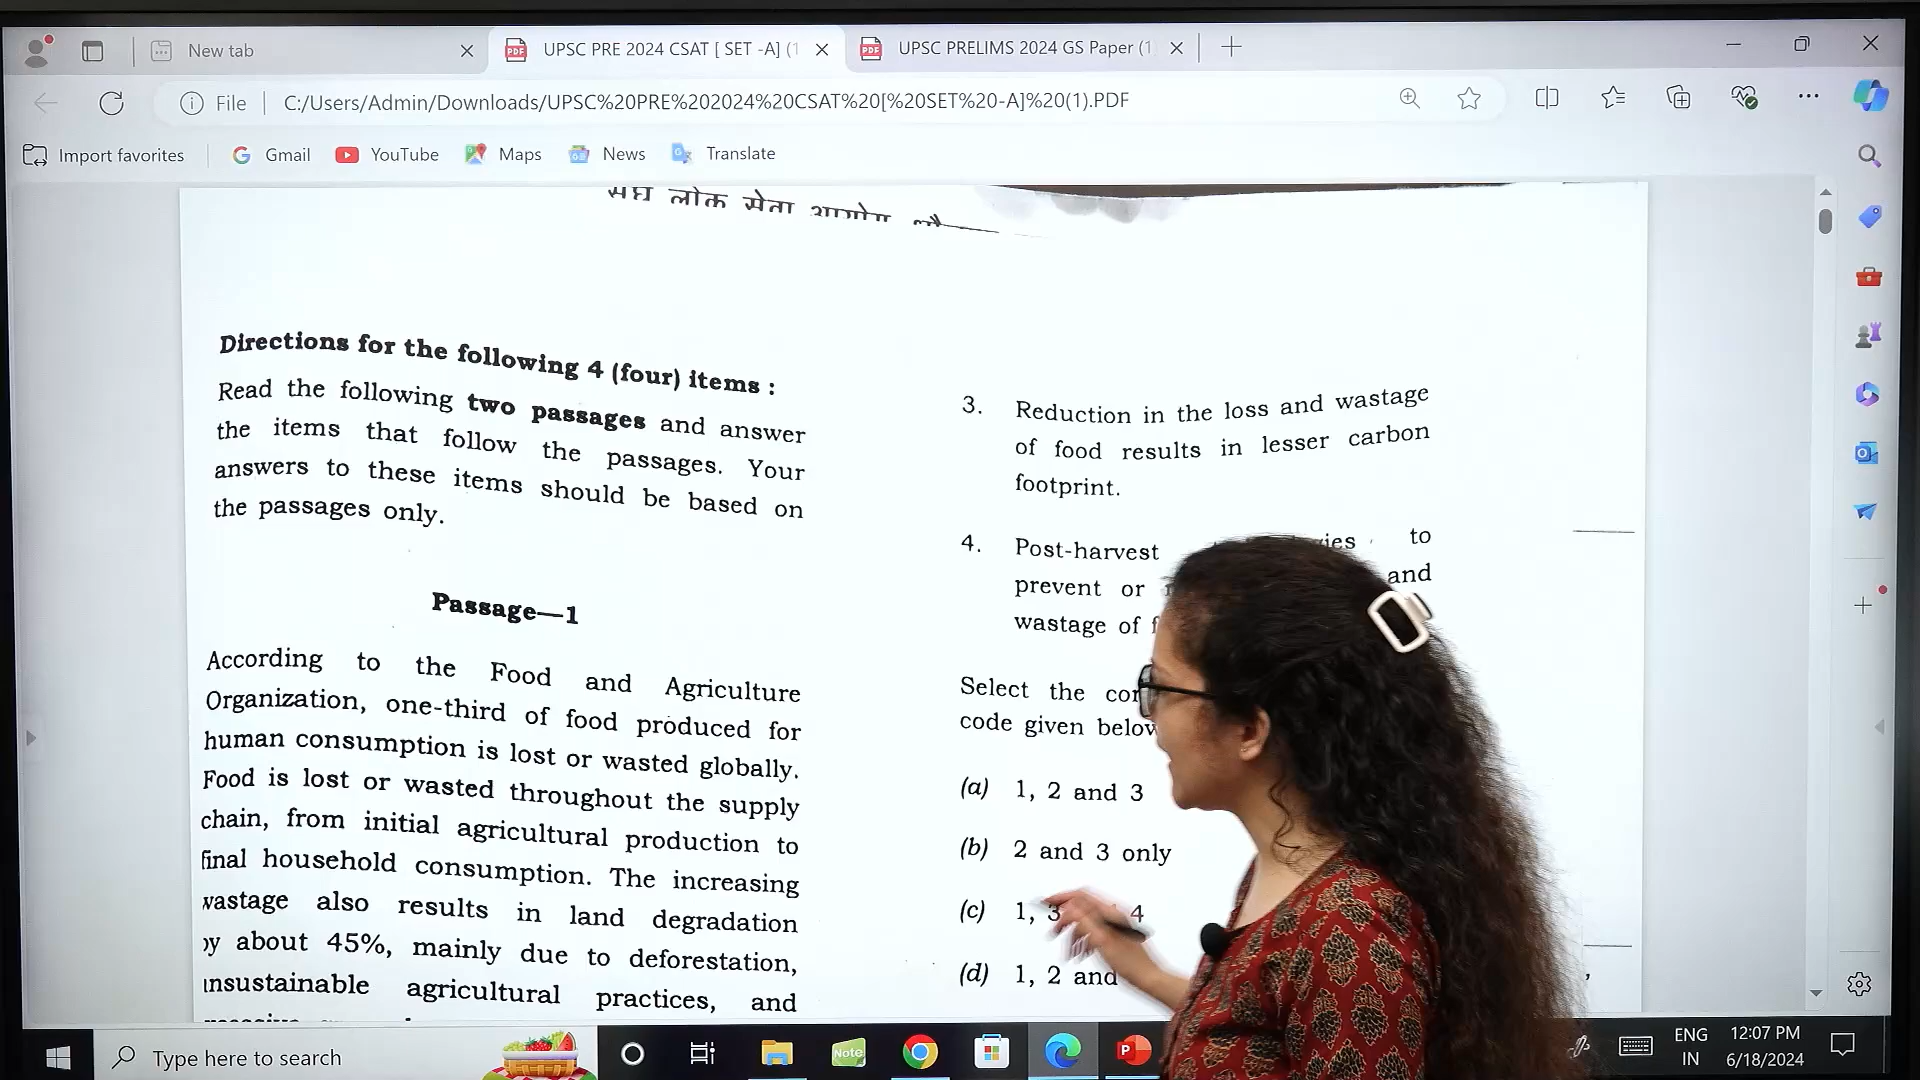 New tab
UPSC PRE 2024 CSAT [ SET -A] (1
UPSC PRELIMS 2024 GS Paper (1
File
C:/Users/Admin/Downloads/UPSC%20PRE%202024%20CSAT%20[%20SET%20-A]%20(1).PDF
Import favorites
Gmail
YouTube
Maps
News
Translate
संघ लोक सेवा आयोग
Directions for the following 4 (four) items :
Read the following two passages and answer
the items that follow the passages. Your
answers to these items should be based on
the passages only.
Passage—1
According to the Food and Agriculture
Organization, one-third of food produced for
human consumption is lost or wasted globally.
Food is lost or wasted throughout the supply
chain, from initial agricultural production to
final household consumption. The increasing
wastage also results in land degradation
by about 45%, mainly due to deforestation,
unsustainable agricultural practices, and
3. Reduction in the loss and wastage
of food results in lesser carbon
footprint.
4. Post-harvest to
prevent or and
wastage of
Select the
code given below
(a) 1, 2 and 3
(b) 2 and 3 only
(c) 1, 3 4
(d) 1, 2 and
Type here to search
Note
ENG
IN
12:07 PM
6/18/2024